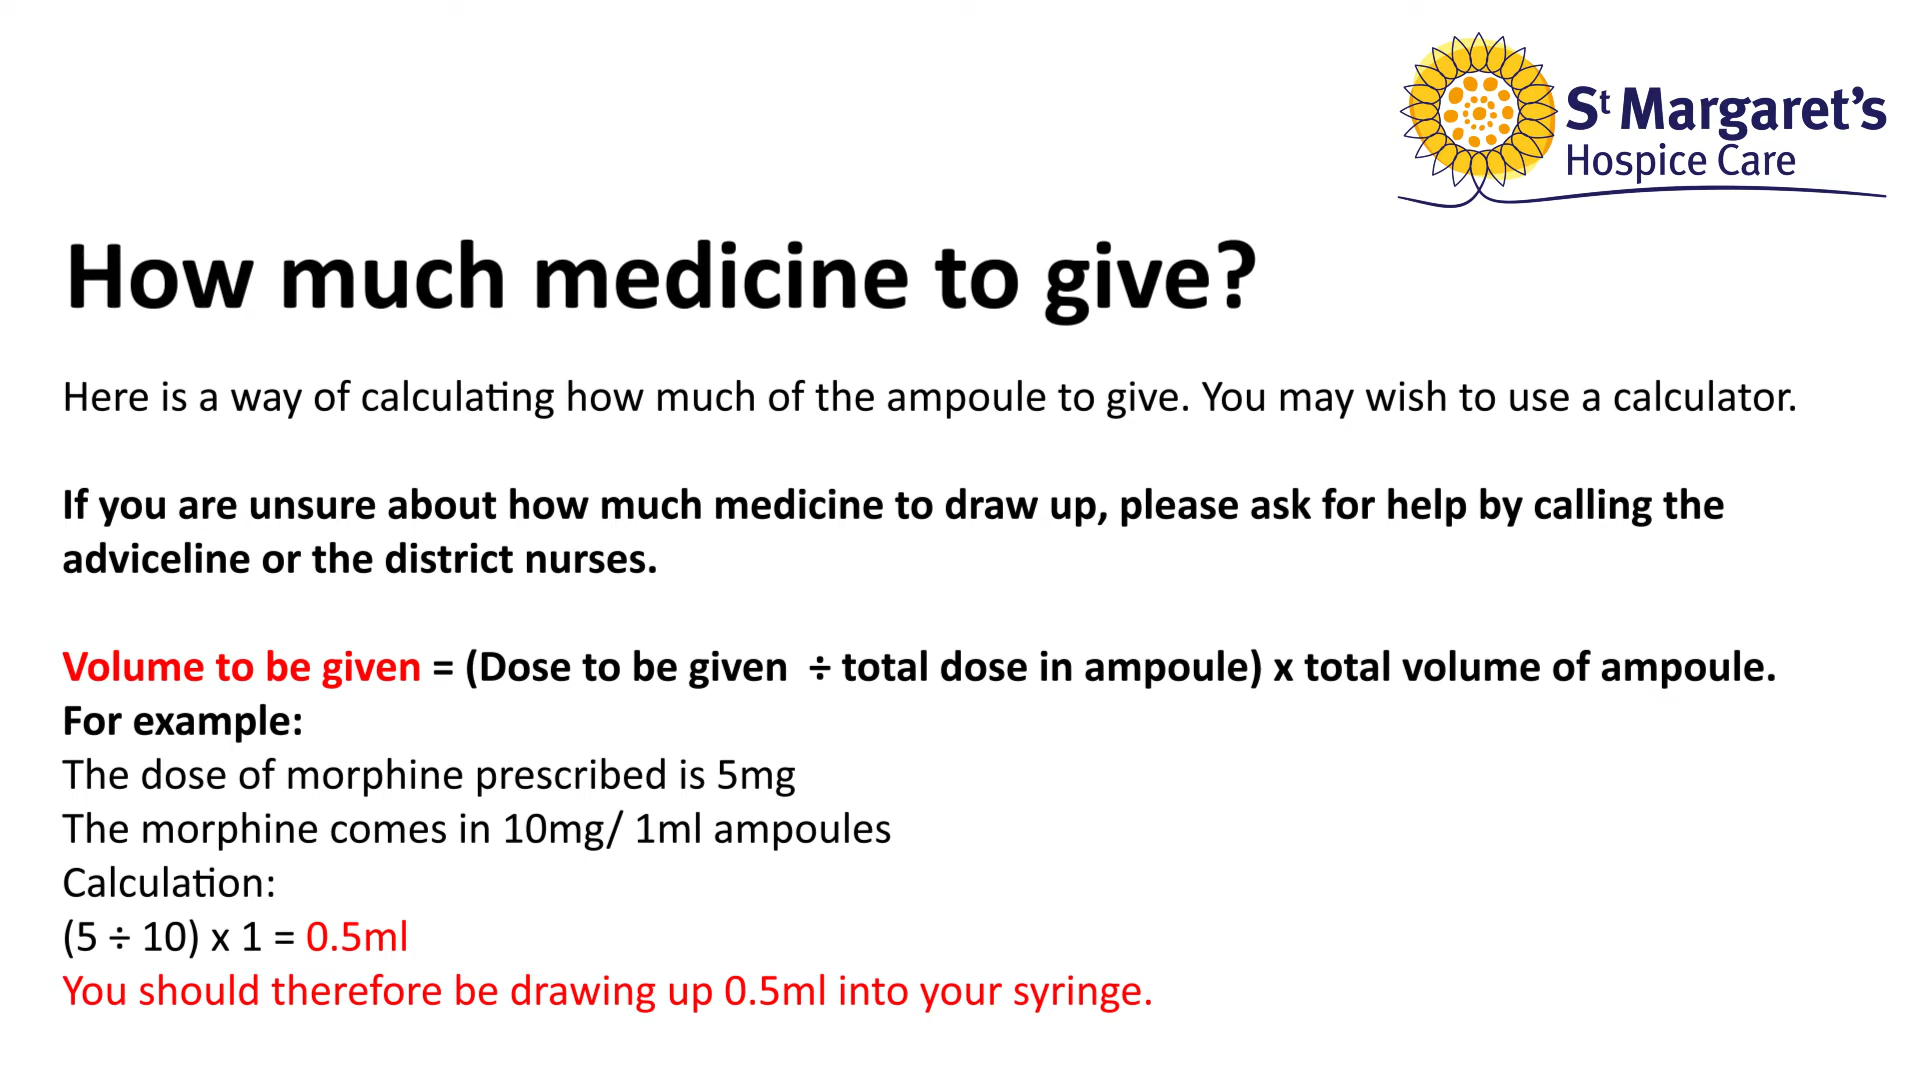 St Margaret's
Hospice Care
How much medicine to give?
Here is a way of calculating how much of the ampoule to give. You may wish to use a calculator.
If you are unsure about how much medicine to draw up, please ask for help by calling the
adviceline or the district nurses.
Volume to be given = (Dose to be given ÷ total dose in ampoule) x total volume of ampoule.
For example:
The dose of morphine prescribed is 5mg
The morphine comes in 10mg/ 1ml ampoules
Calculation:
(5 ÷ 10) x 1 = 0.5ml
You should therefore be drawing up 0.5ml into your syringe.